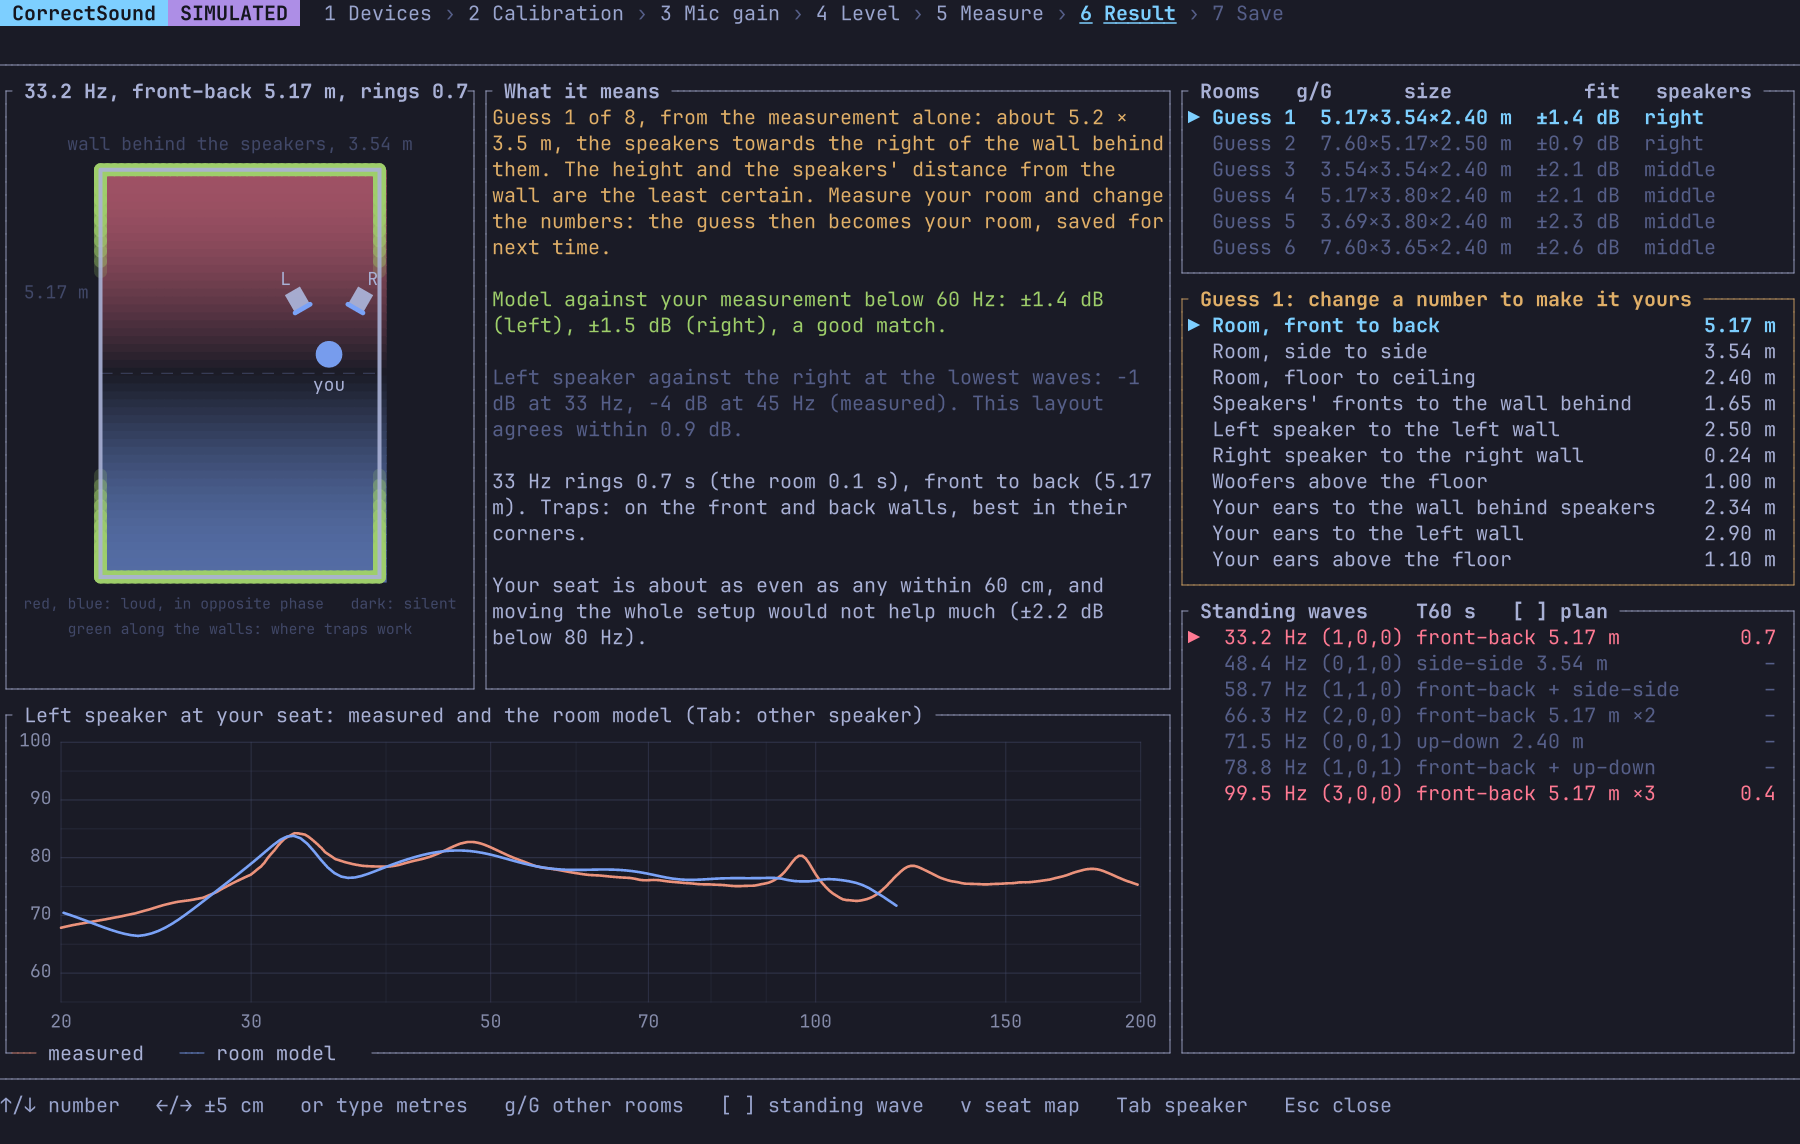 CorrectSound SIMULATED 1 Devices › 2 Calibration › 3 Mic gain › 4 Level › 5 Measure › 6 Result › 7 Save
33.2 Hz, front-back 5.17 m, rings 0.7
wall behind the speakers, 3.54 m
L R
5.17 m
you
red, blue: loud, in opposite phase dark: silent
green along the walls: where traps work
What it means
Guess 1 of 8, from the measurement alone: about 5.2 ×
3.5 m, the speakers towards the right of the wall behind
them. The height and the speakers' distance from the
wall are the least certain. Measure your room and change
the numbers: the guess then becomes your room, saved for
next time.
Model against your measurement below 60 Hz: ±1.4 dB
(left), ±1.5 dB (right), a good match.
Left speaker against the right at the lowest waves: -1
dB at 33 Hz, -4 dB at 45 Hz (measured). This layout
agrees within 0.9 dB.
33 Hz rings 0.7 s (the room 0.1 s), front to back (5.17
m). Traps: on the front and back walls, best in their
corners.
Your seat is about as even as any within 60 cm, and
moving the whole setup would not help much (±2.2 dB
below 80 Hz).
Rooms g/G size fit speakers
▶ Guess 1 5.17×3.54×2.40 m ±1.4 dB right
Guess 2 7.60×5.17×2.50 m ±0.9 dB right
Guess 3 3.54×3.54×2.40 m ±2.1 dB middle
Guess 4 5.17×3.80×2.40 m ±2.1 dB middle
Guess 5 3.69×3.80×2.40 m ±2.3 dB middle
Guess 6 7.60×3.65×2.40 m ±2.6 dB middle
Guess 1: change a number to make it yours
▶ Room, front to back 5.17 m
Room, side to side 3.54 m
Room, floor to ceiling 2.40 m
Speakers' fronts to the wall behind 1.65 m
Left speaker to the left wall 2.50 m
Right speaker to the right wall 0.24 m
Woofers above the floor 1.00 m
Your ears to the wall behind speakers 2.34 m
Your ears to the left wall 2.90 m
Your ears above the floor 1.10 m
Standing waves T60 s [ ] plan
▶ 33.2 Hz (1,0,0) front-back 5.17 m 0.7
48.4 Hz (0,1,0) side-side 3.54 m –
58.7 Hz (1,1,0) front-back + side-side –
66.3 Hz (2,0,0) front-back 5.17 m ×2 –
71.5 Hz (0,0,1) up-down 2.40 m –
78.8 Hz (1,0,1) front-back + up-down –
99.5 Hz (3,0,0) front-back 5.17 m ×3 0.4
Left speaker at your seat: measured and the room model (Tab: other speaker)
100
90
80
70
60
20 30 50 70 100 150 200
measured room model
↑/↓ number ←/→ ±5 cm or type metres g/G other rooms [ ] standing wave v seat map Tab speaker Esc close